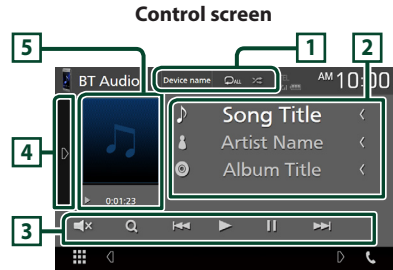 Control screen
5
1
2
BT Audio
Device name
ALL
AM 10:00
Song Title
Artist Name
Album Title
4
0:01:23
3